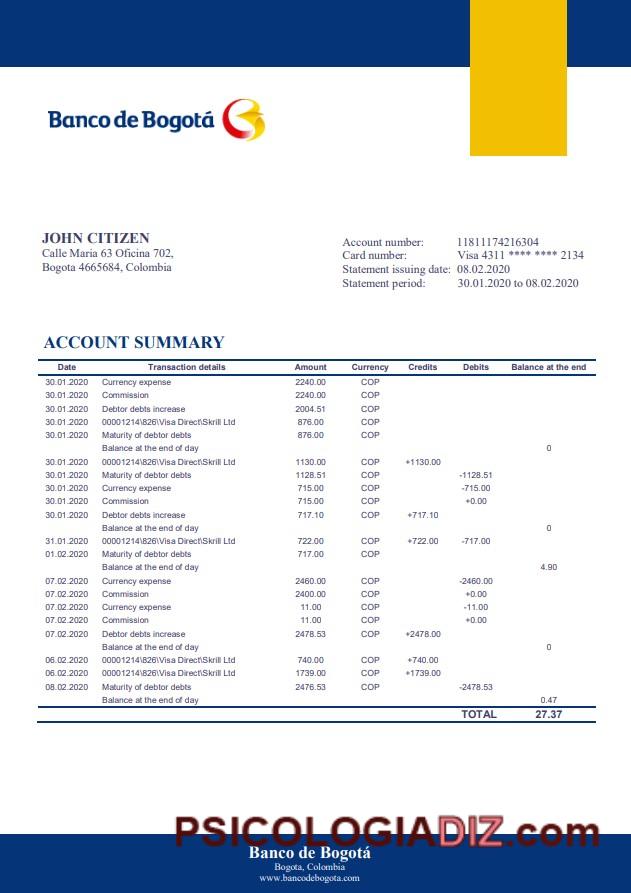 Banco de Bogotá
JOHN CITIZEN
Calle Maria 63 Oficina 702,
Bogota 4665684, Colombia
Account number: 11811174216304
Card number: Visa 4311 **** **** 2134
Statement issuing date: 08.02.2020
Statement period: 30.01.2020 to 08.02.2020
ACCOUNT SUMMARY
Date Transaction details Amount Currency Credits Debits Balance at the end
30.01.2020 Currency expense 2240.00 COP
30.01.2020 Commission 2240.00 COP
30.01.2020 Debtor debts increase 2004.51 COP
30.01.2020 00001214\826\Visa Direct\Skrill Ltd 876.00 COP
30.01.2020 Maturity of debtor debts 876.00 COP
Balance at the end of day 0
30.01.2020 00001214\826\Visa Direct\Skrill Ltd 1130.00 COP +1130.00
30.01.2020 Maturity of debtor debts 1128.51 COP -1128.51
30.01.2020 Currency expense 715.00 COP -715.00
30.01.2020 Commission 715.00 COP +0.00
30.01.2020 Debtor debts increase 717.10 COP +717.10
Balance at the end of day 0
31.01.2020 00001214\826\Visa Direct\Skrill Ltd 722.00 COP +722.00 -717.00
01.02.2020 Maturity of debtor debts 717.00 COP
Balance at the end of day 4.90
07.02.2020 Currency expense 2460.00 COP -2460.00
07.02.2020 Commission 2400.00 COP +0.00
07.02.2020 Currency expense 11.00 COP -11.00
07.02.2020 Commission 11.00 COP +0.00
07.02.2020 Debtor debts increase 2478.53 COP +2478.00
Balance at the end of day 0
06.02.2020 00001214\826\Visa Direct\Skrill Ltd 740.00 COP +740.00
06.02.2020 00001214\826\Visa Direct\Skrill Ltd 1739.00 COP +1739.00
08.02.2020 Maturity of debtor debts 2476.53 COP -2478.53
Balance at the end of day 0.47
TOTAL 27.37
PSICOLOGIADIZ.com
Banco de Bogotá
Bogota, Colombia
www.bancodebogota.com